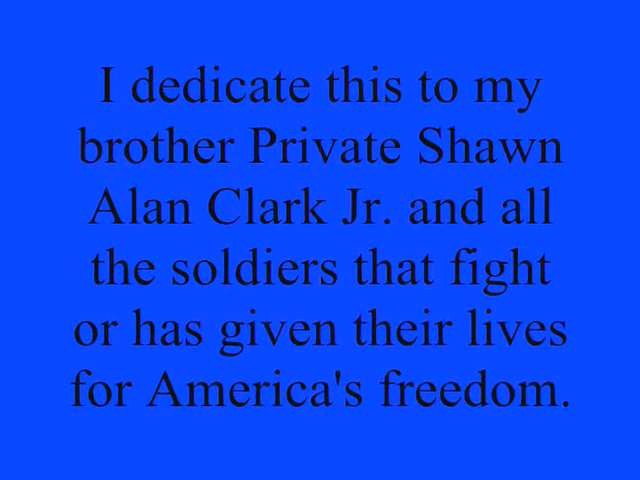 I dedicate this to my
brother Private Shawn
Alan Clark Jr. and all
the soldiers that fight
or has given their lives
for America's freedom.